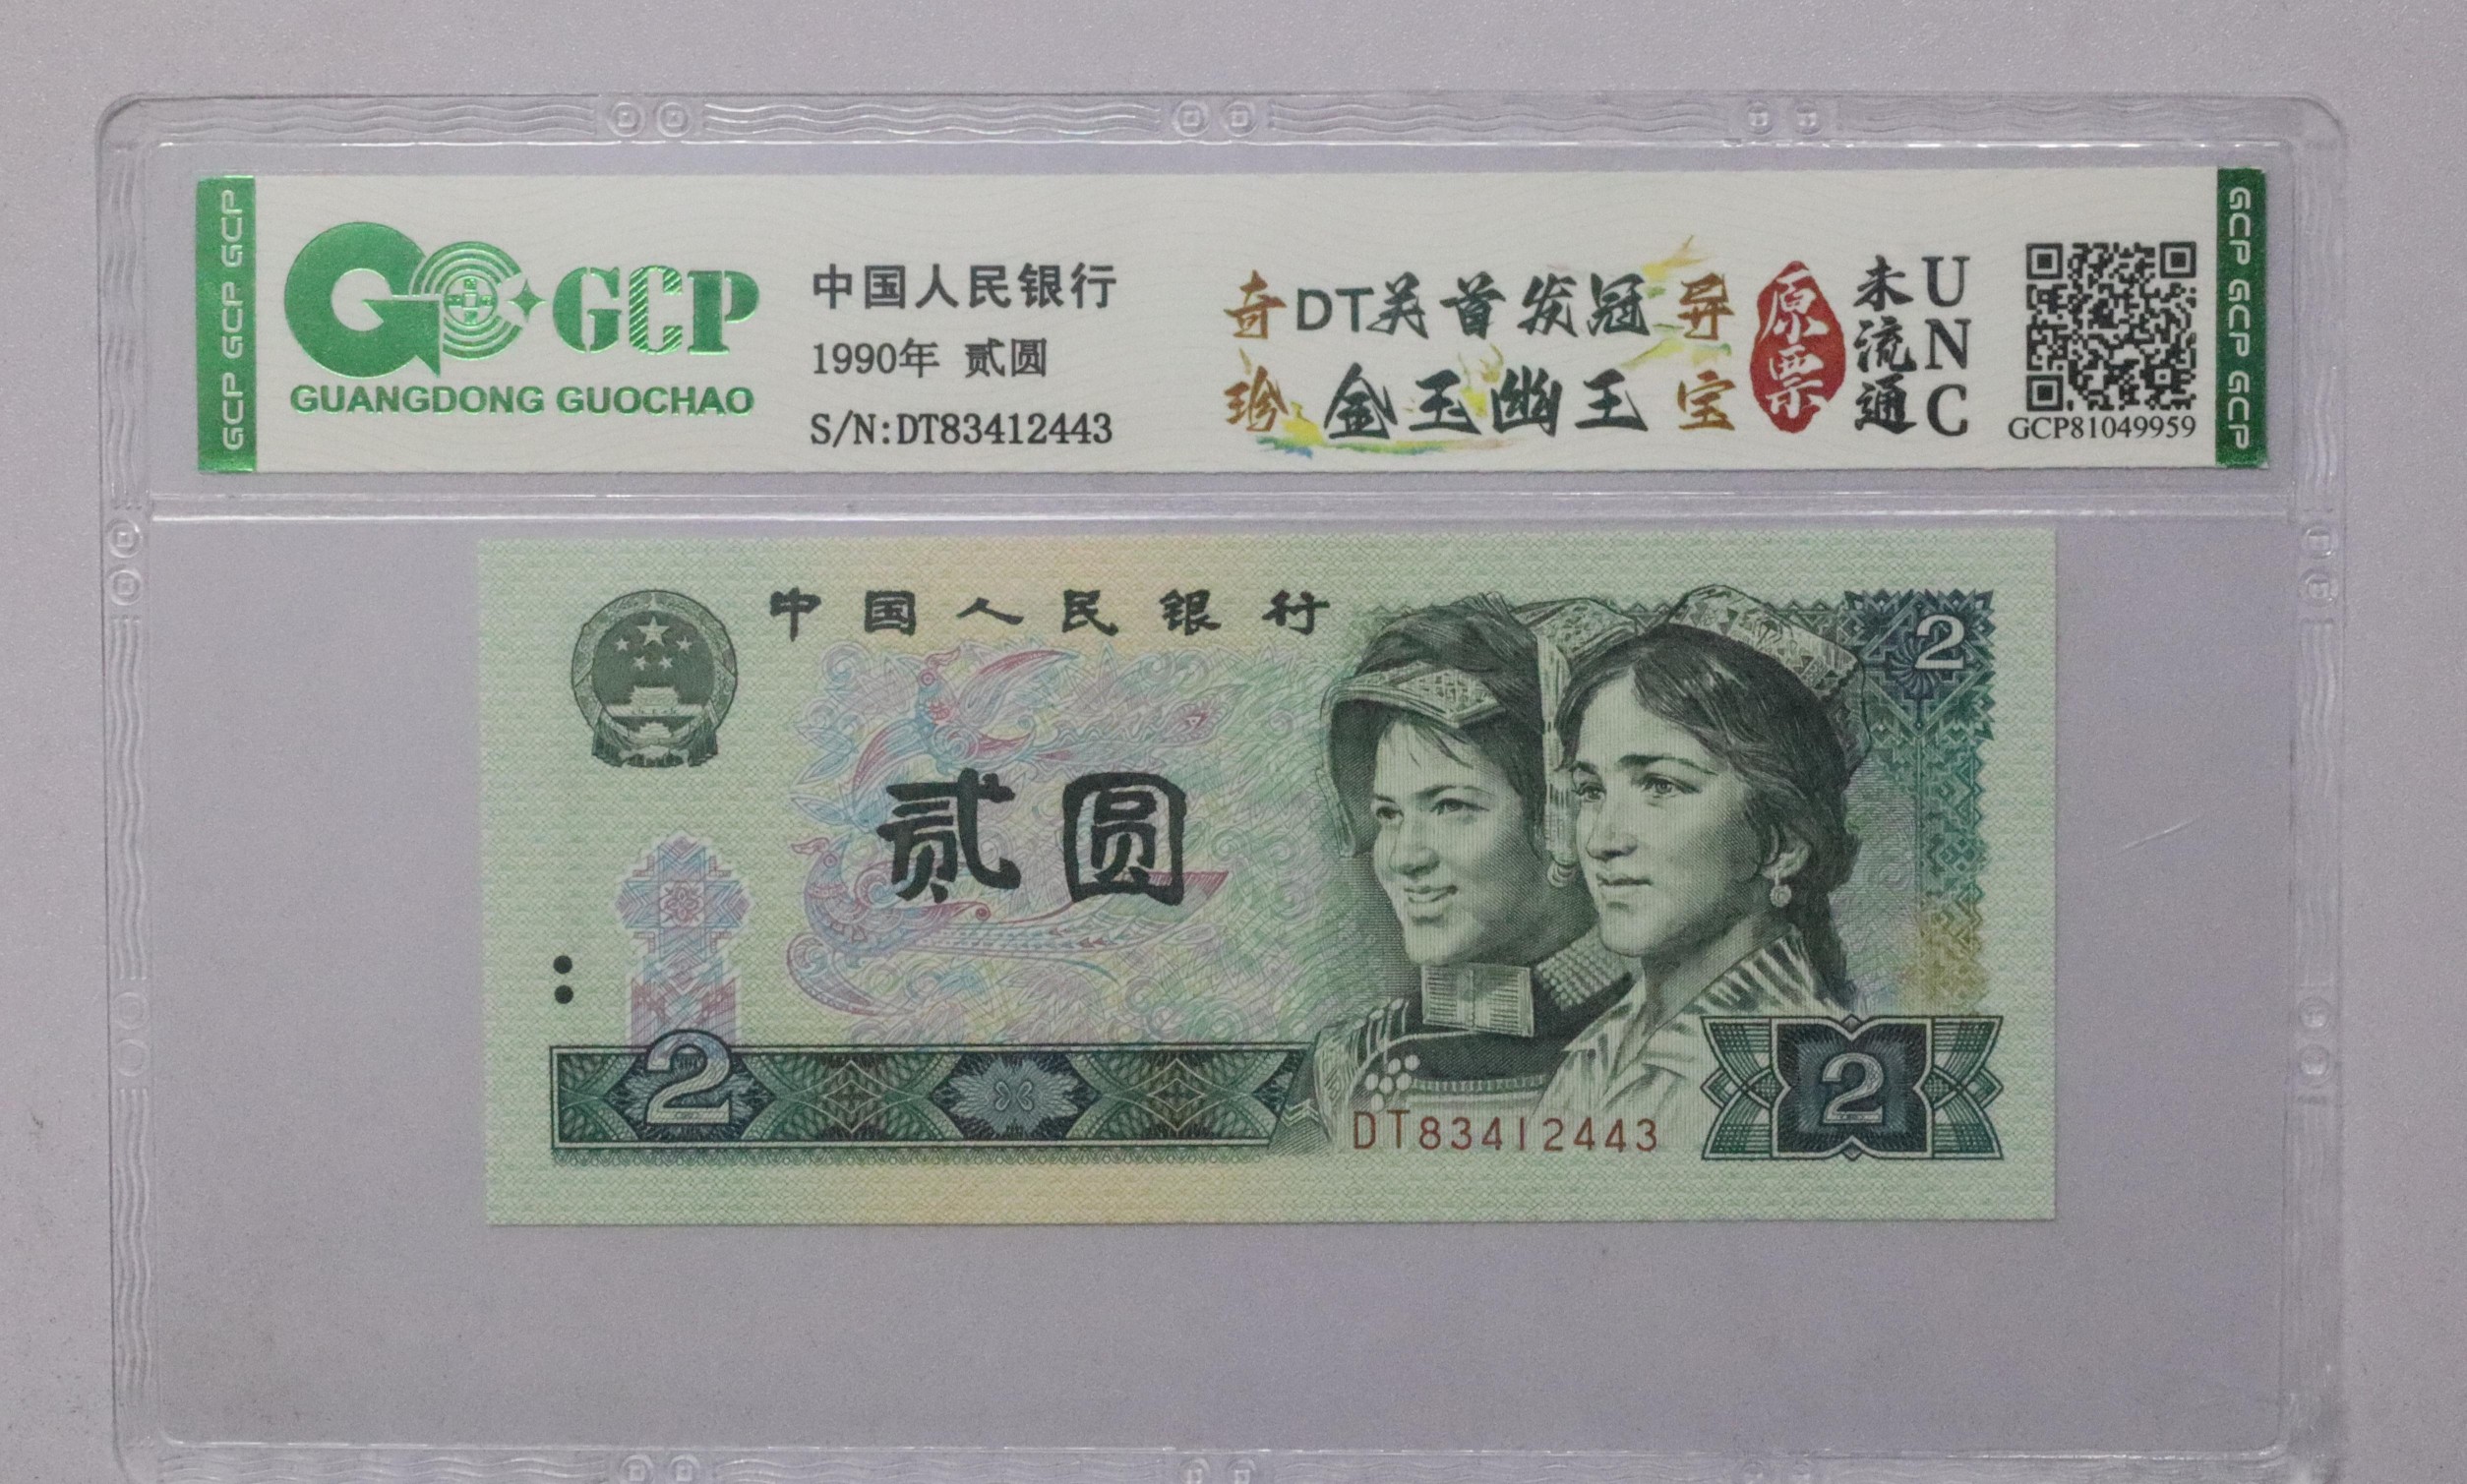 GCP GCP GCP
GCP
GUANGDONG GUOCHAO
中国人民银行
1990年 贰圆
S/N:DT83412443
奇DT关首发冠异
珍金玉幽王宝
原票
未流通
UNC
GCP81049959
GCP GCP GCP
中国人民银行
2
贰圆
2
DT83412443
2